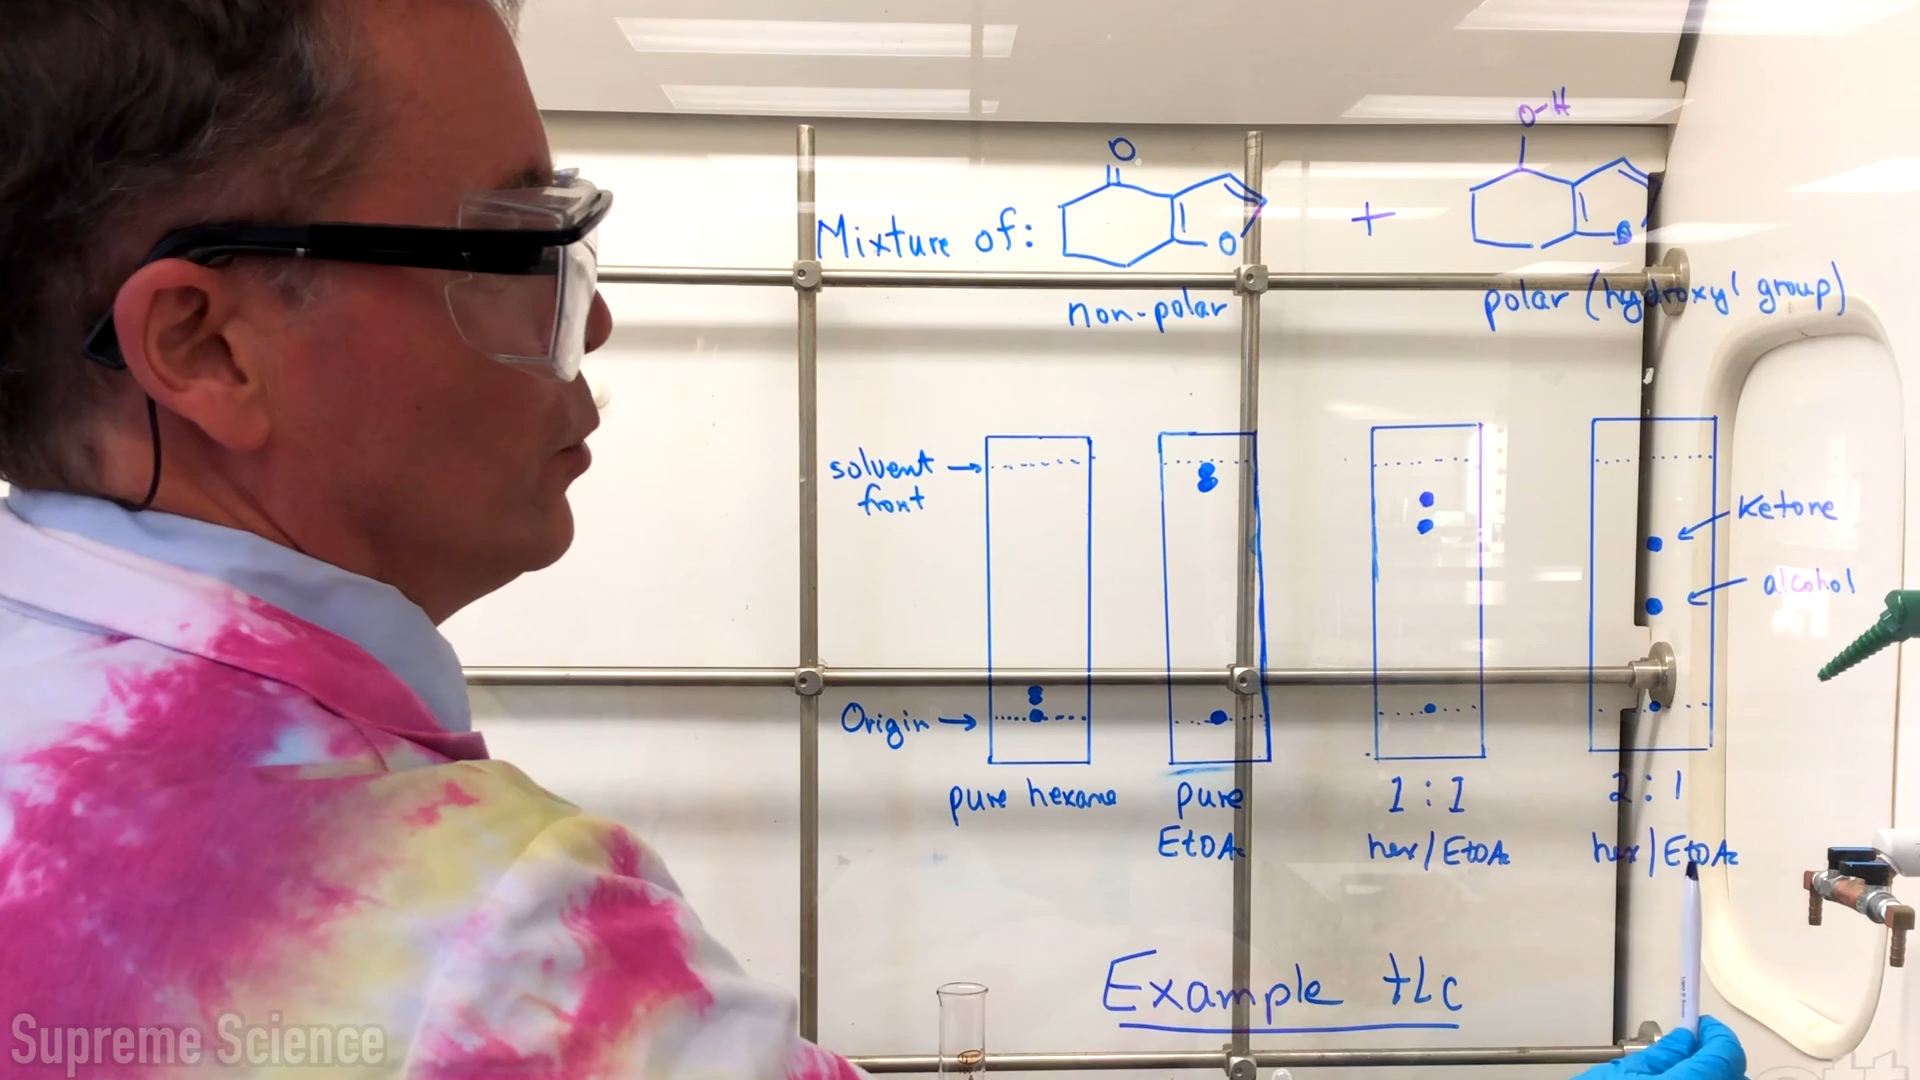 O-H
O
Mixture of:
O
+
non-polar
polar (hydroxyl group)
solvent
front
Ketone
alcohol
Origin
pure hexane
pure
EtOAc
1 : 1
hex/EtOAc
2 : 1
hex/EtOAc
Example tLc
Supreme Science